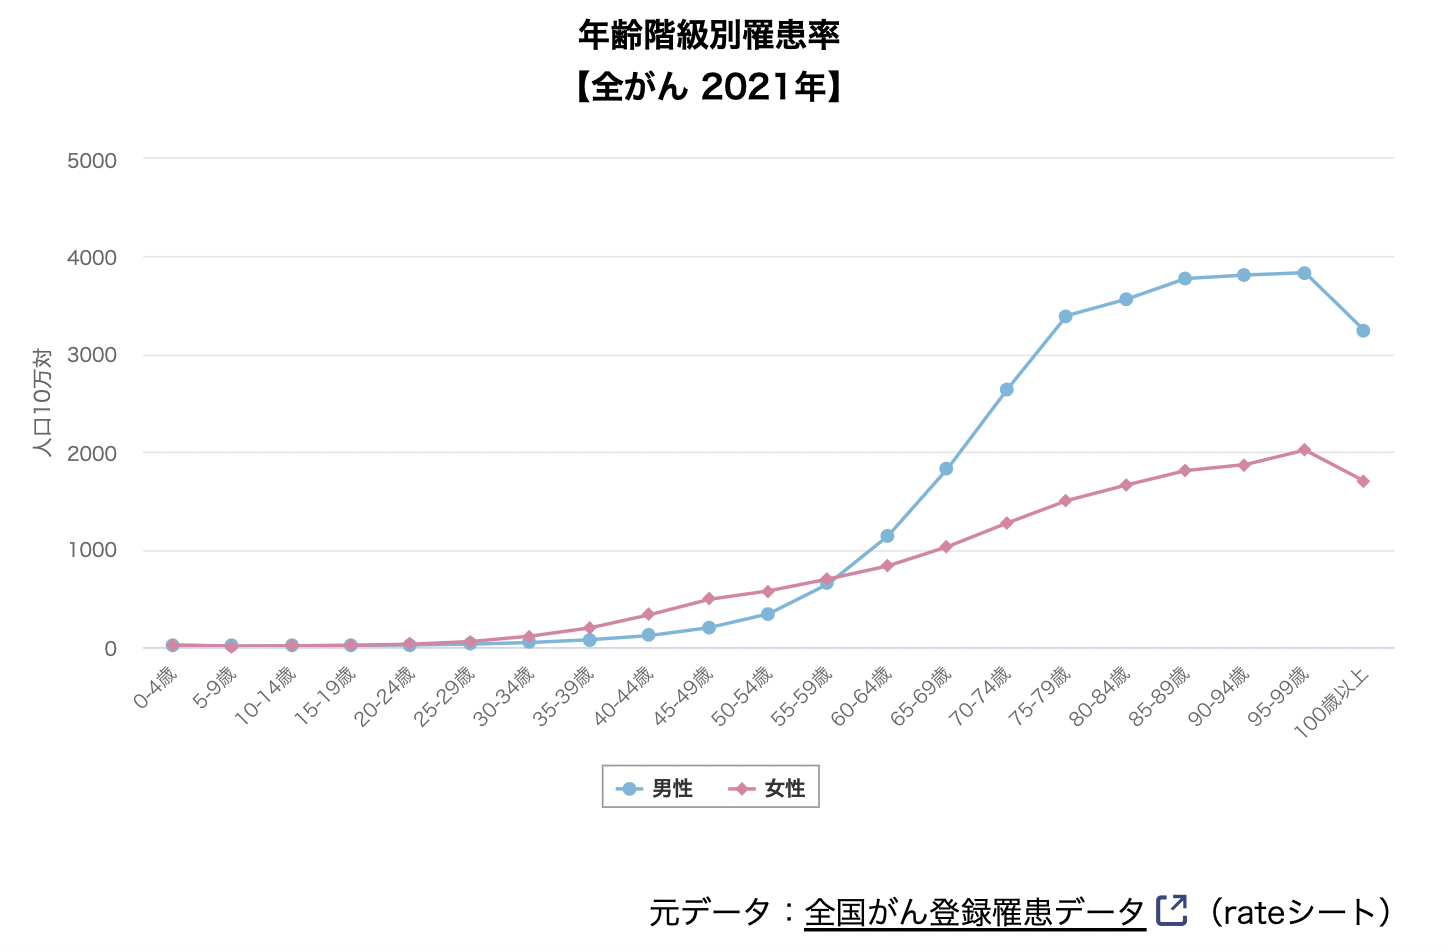 年齢階級別罹患率
【全がん 2021年】
5000
4000
3000
2000
1000
0
人口10万対
0-4歳
5-9歳
10-14歳
15-19歳
20-24歳
25-29歳
30-34歳
35-39歳
40-44歳
45-49歳
50-54歳
55-59歳
60-64歳
65-69歳
70-74歳
75-79歳
80-84歳
85-89歳
90-94歳
95-99歳
100歳以上
男性
女性
元データ：全国がん登録罹患データ（rateシート）